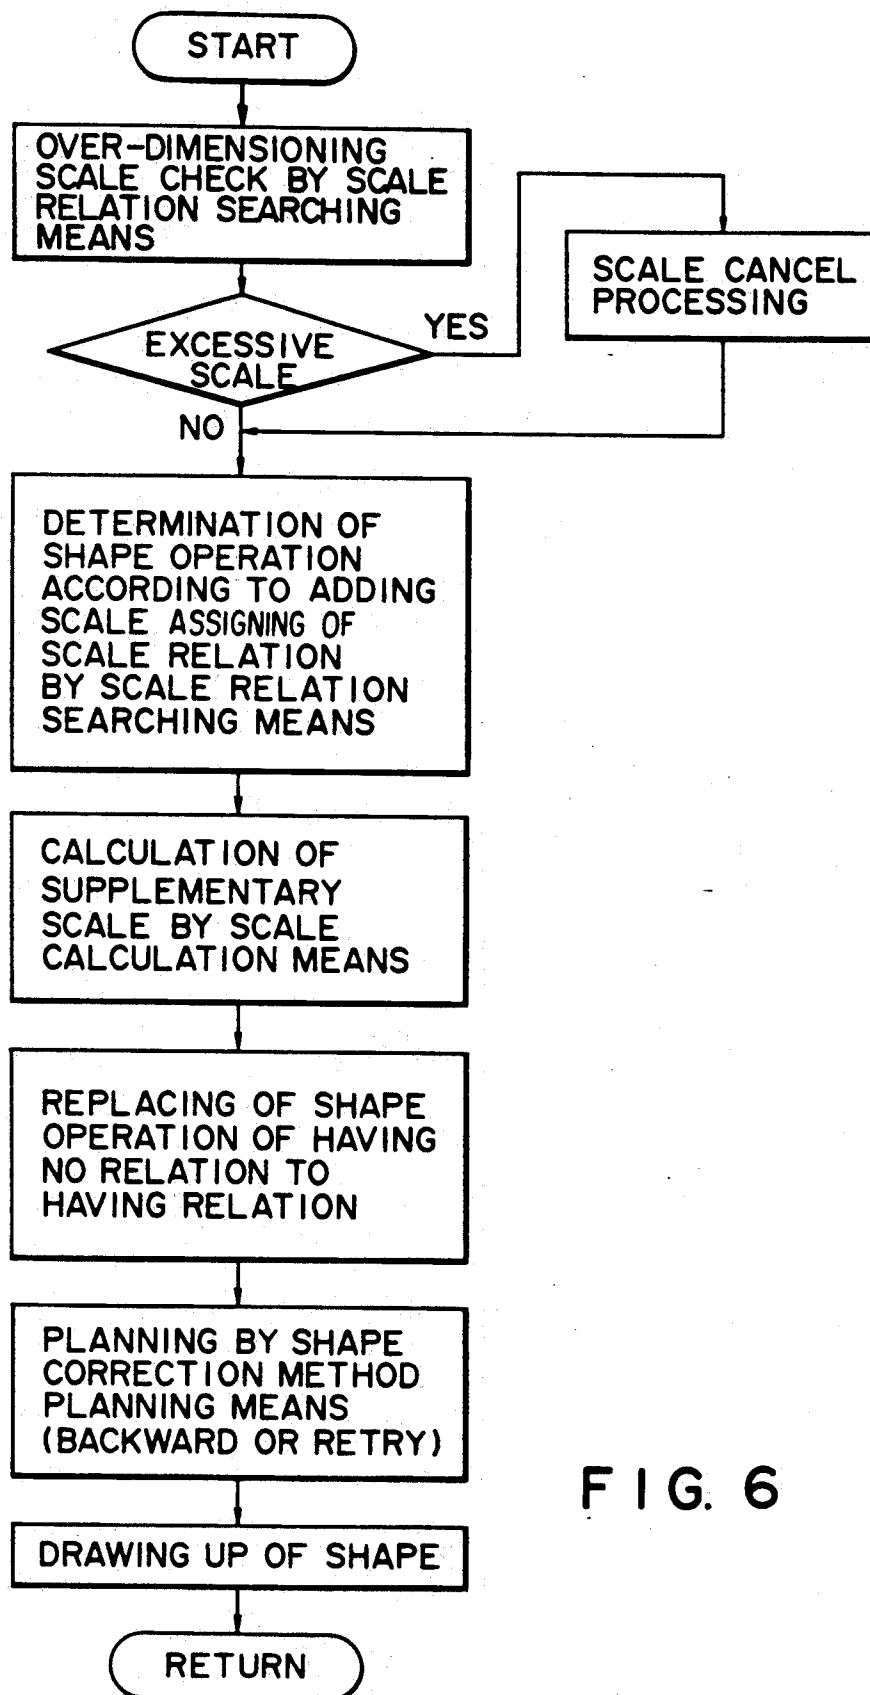 START
OVER-DIMENSIONING
SCALE CHECK BY SCALE
RELATION SEARCHING
MEANS
SCALE CANCEL
PROCESSING
YES
EXCESSIVE
SCALE
NO
DETERMINATION OF
SHAPE OPERATION
ACCORDING TO ADDING
SCALE ASSIGNING OF
SCALE RELATION
BY SCALE RELATION
SEARCHING MEANS
CALCULATION OF
SUPPLEMENTARY
SCALE BY SCALE
CALCULATION MEANS
REPLACING OF SHAPE
OPERATION OF HAVING
NO RELATION TO
HAVING RELATION
PLANNING BY SHAPE
CORRECTION METHOD
PLANNING MEANS
(BACKWARD OR RETRY)
FIG. 6
DRAWING UP OF SHAPE
RETURN